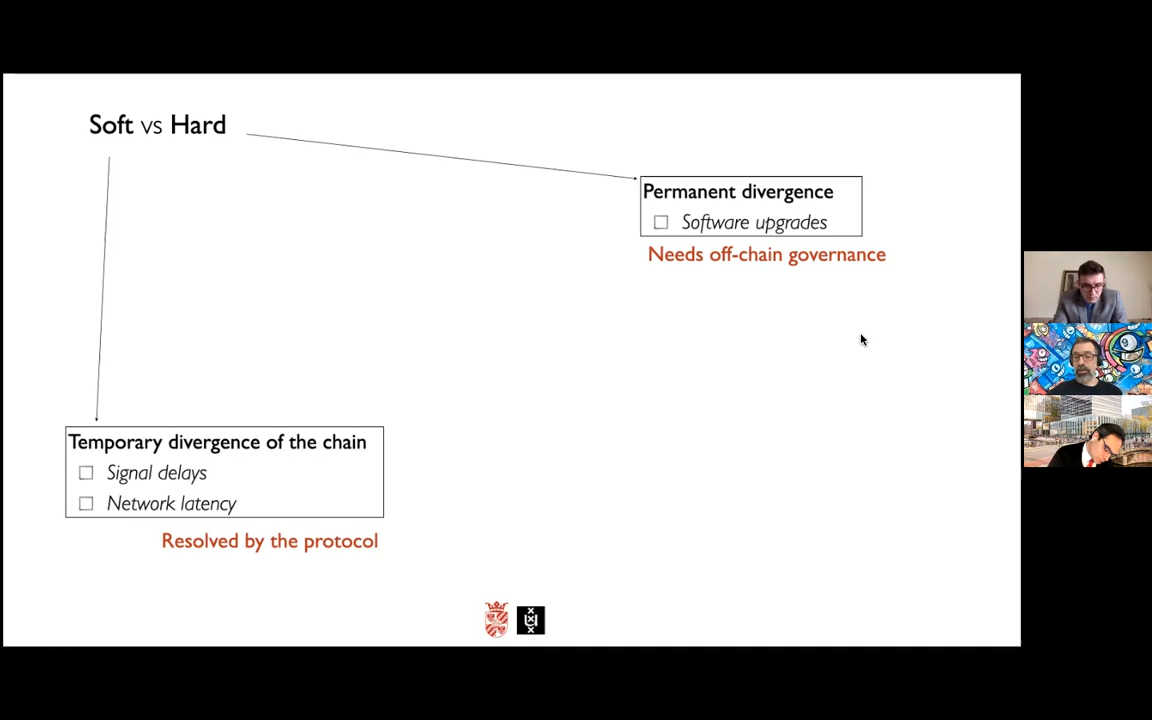 Soft vs Hard
Permanent divergence
Software upgrades
Needs off-chain governance
Temporary divergence of the chain
Signal delays
Network latency
Resolved by the protocol